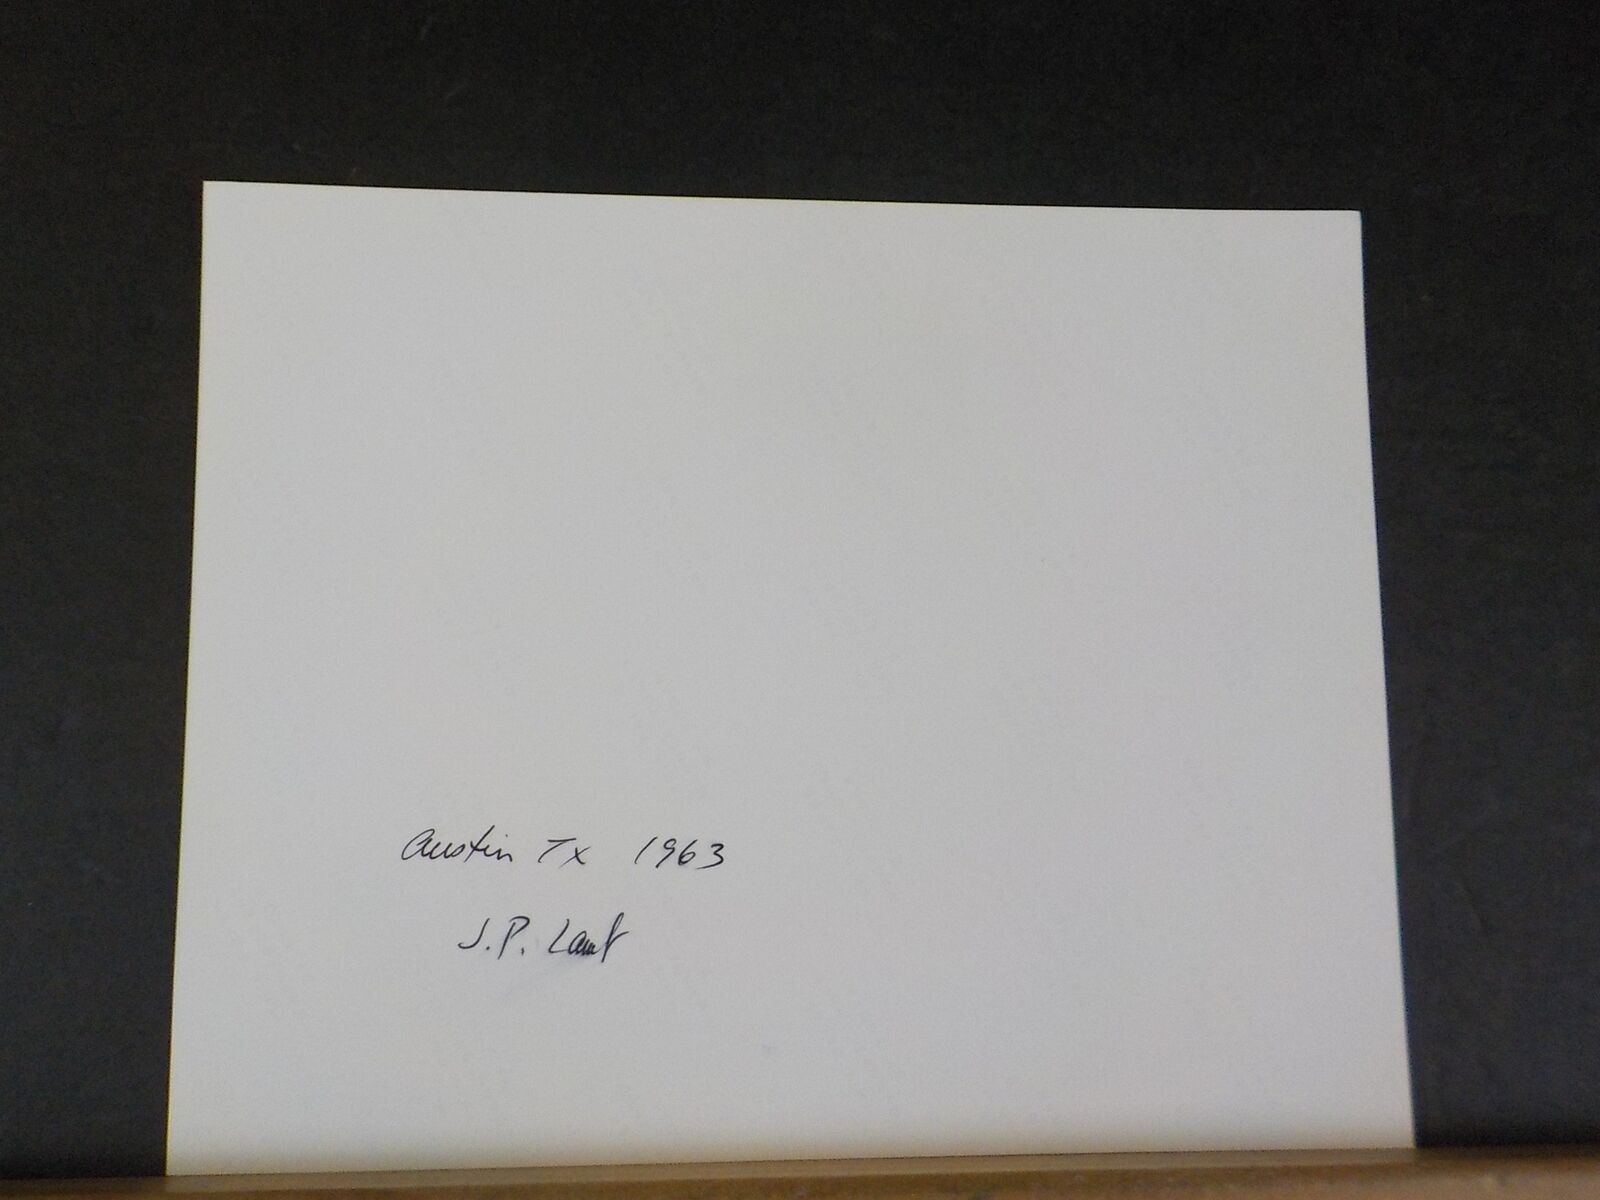 Austin Tx 1963
J.P. Lamb